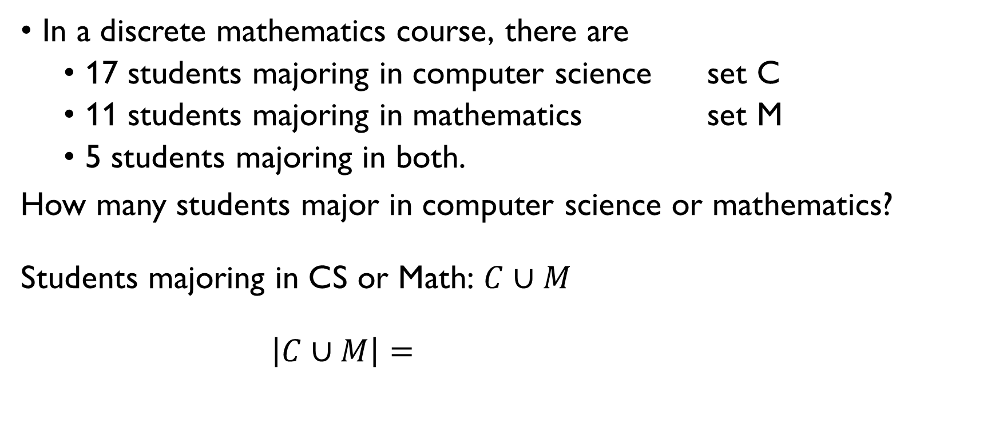 • In a discrete mathematics course, there are
• 17 students majoring in computer science set C
• 11 students majoring in mathematics set M
• 5 students majoring in both.
How many students major in computer science or mathematics?
Students majoring in CS or Math: 𝐶 ∪ 𝑀
|𝐶 ∪ 𝑀| =